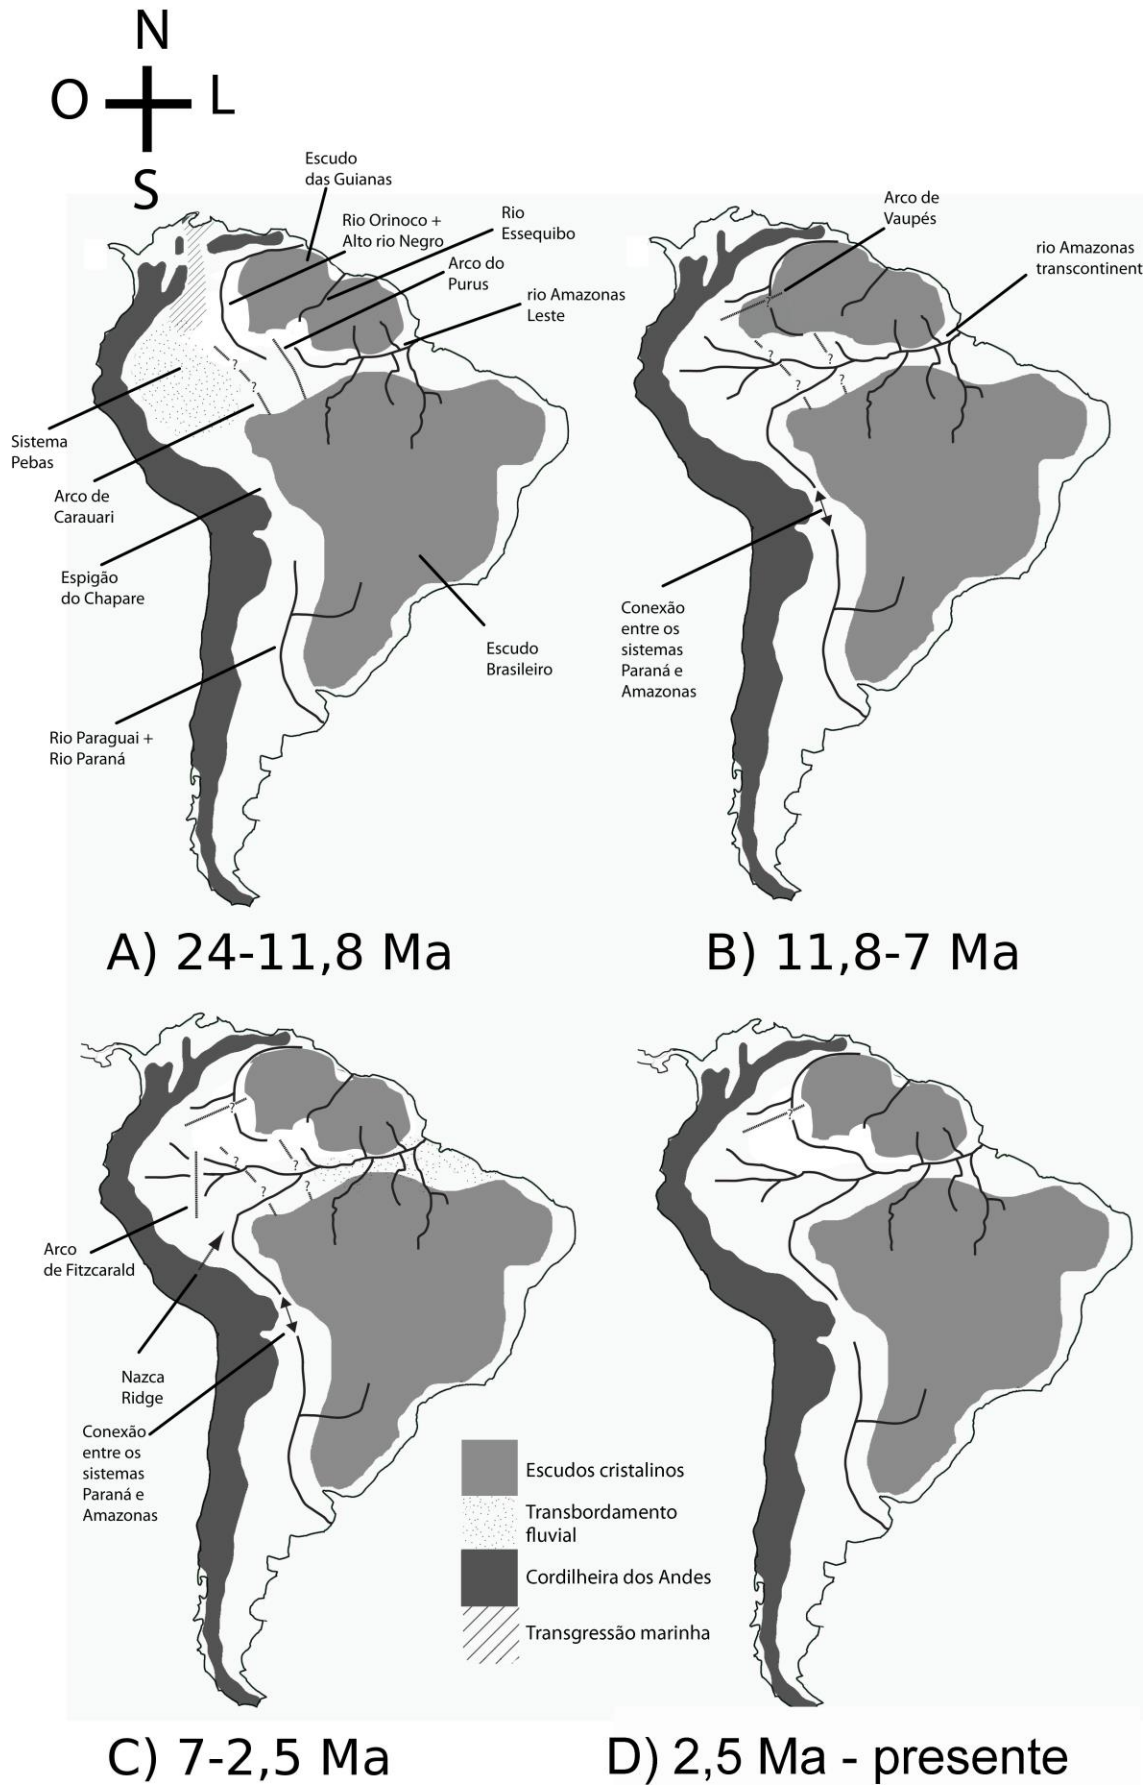 N
O
L
S
Escudo
das Guianas
Rio Orinoco +
Alto rio Negro
Rio
Essequibo
Arco do
Purus
rio Amazonas
Leste
?
?
Sistema
Pebas
Arco de
Carauari
Espigão
do Chapare
Rio Paraguai +
Rio Paraná
Escudo
Brasileiro
A) 24-11,8 Ma
Arco de
Vaupés
rio Amazonas
transcontinent
?
?
?
?
?
Conexão
entre os
sistemas
Paraná e
Amazonas
B) 11,8-7 Ma
?
?
?
?
?
Arco
de Fitzcarald
Nazca
Ridge
Conexão
entre os
sistemas
Paraná e
Amazonas
C) 7-2,5 Ma
Escudos cristalinos
Transbordamento
fluvial
Cordilheira dos Andes
Transgressão marinha
?
D) 2,5 Ma - presente